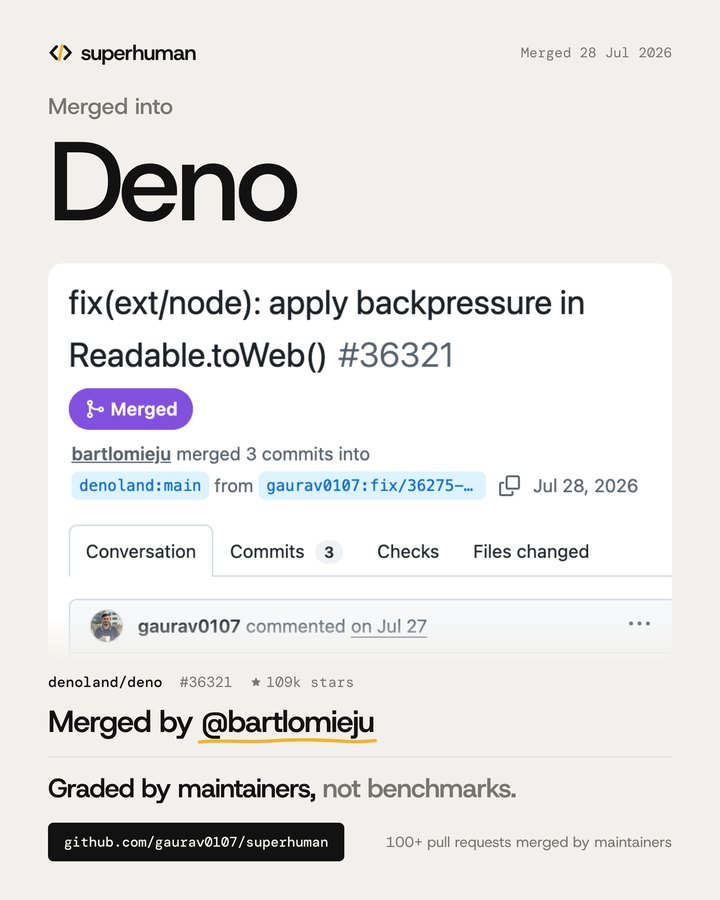 superhuman
Merged 28 Jul 2026
Merged into
Deno
fix(ext/node): apply backpressure in
Readable.toWeb() #36321
Merged
bartlomieju merged 3 commits into
denoland:main from gaurav0107:fix/36275-… Jul 28, 2026
Conversation Commits 3 Checks Files changed
gaurav0107 commented on Jul 27
denoland/deno #36321 ★ 109k stars
Merged by @bartlomieju
Graded by maintainers, not benchmarks.
github.com/gaurav0107/superhuman
100+ pull requests merged by maintainers